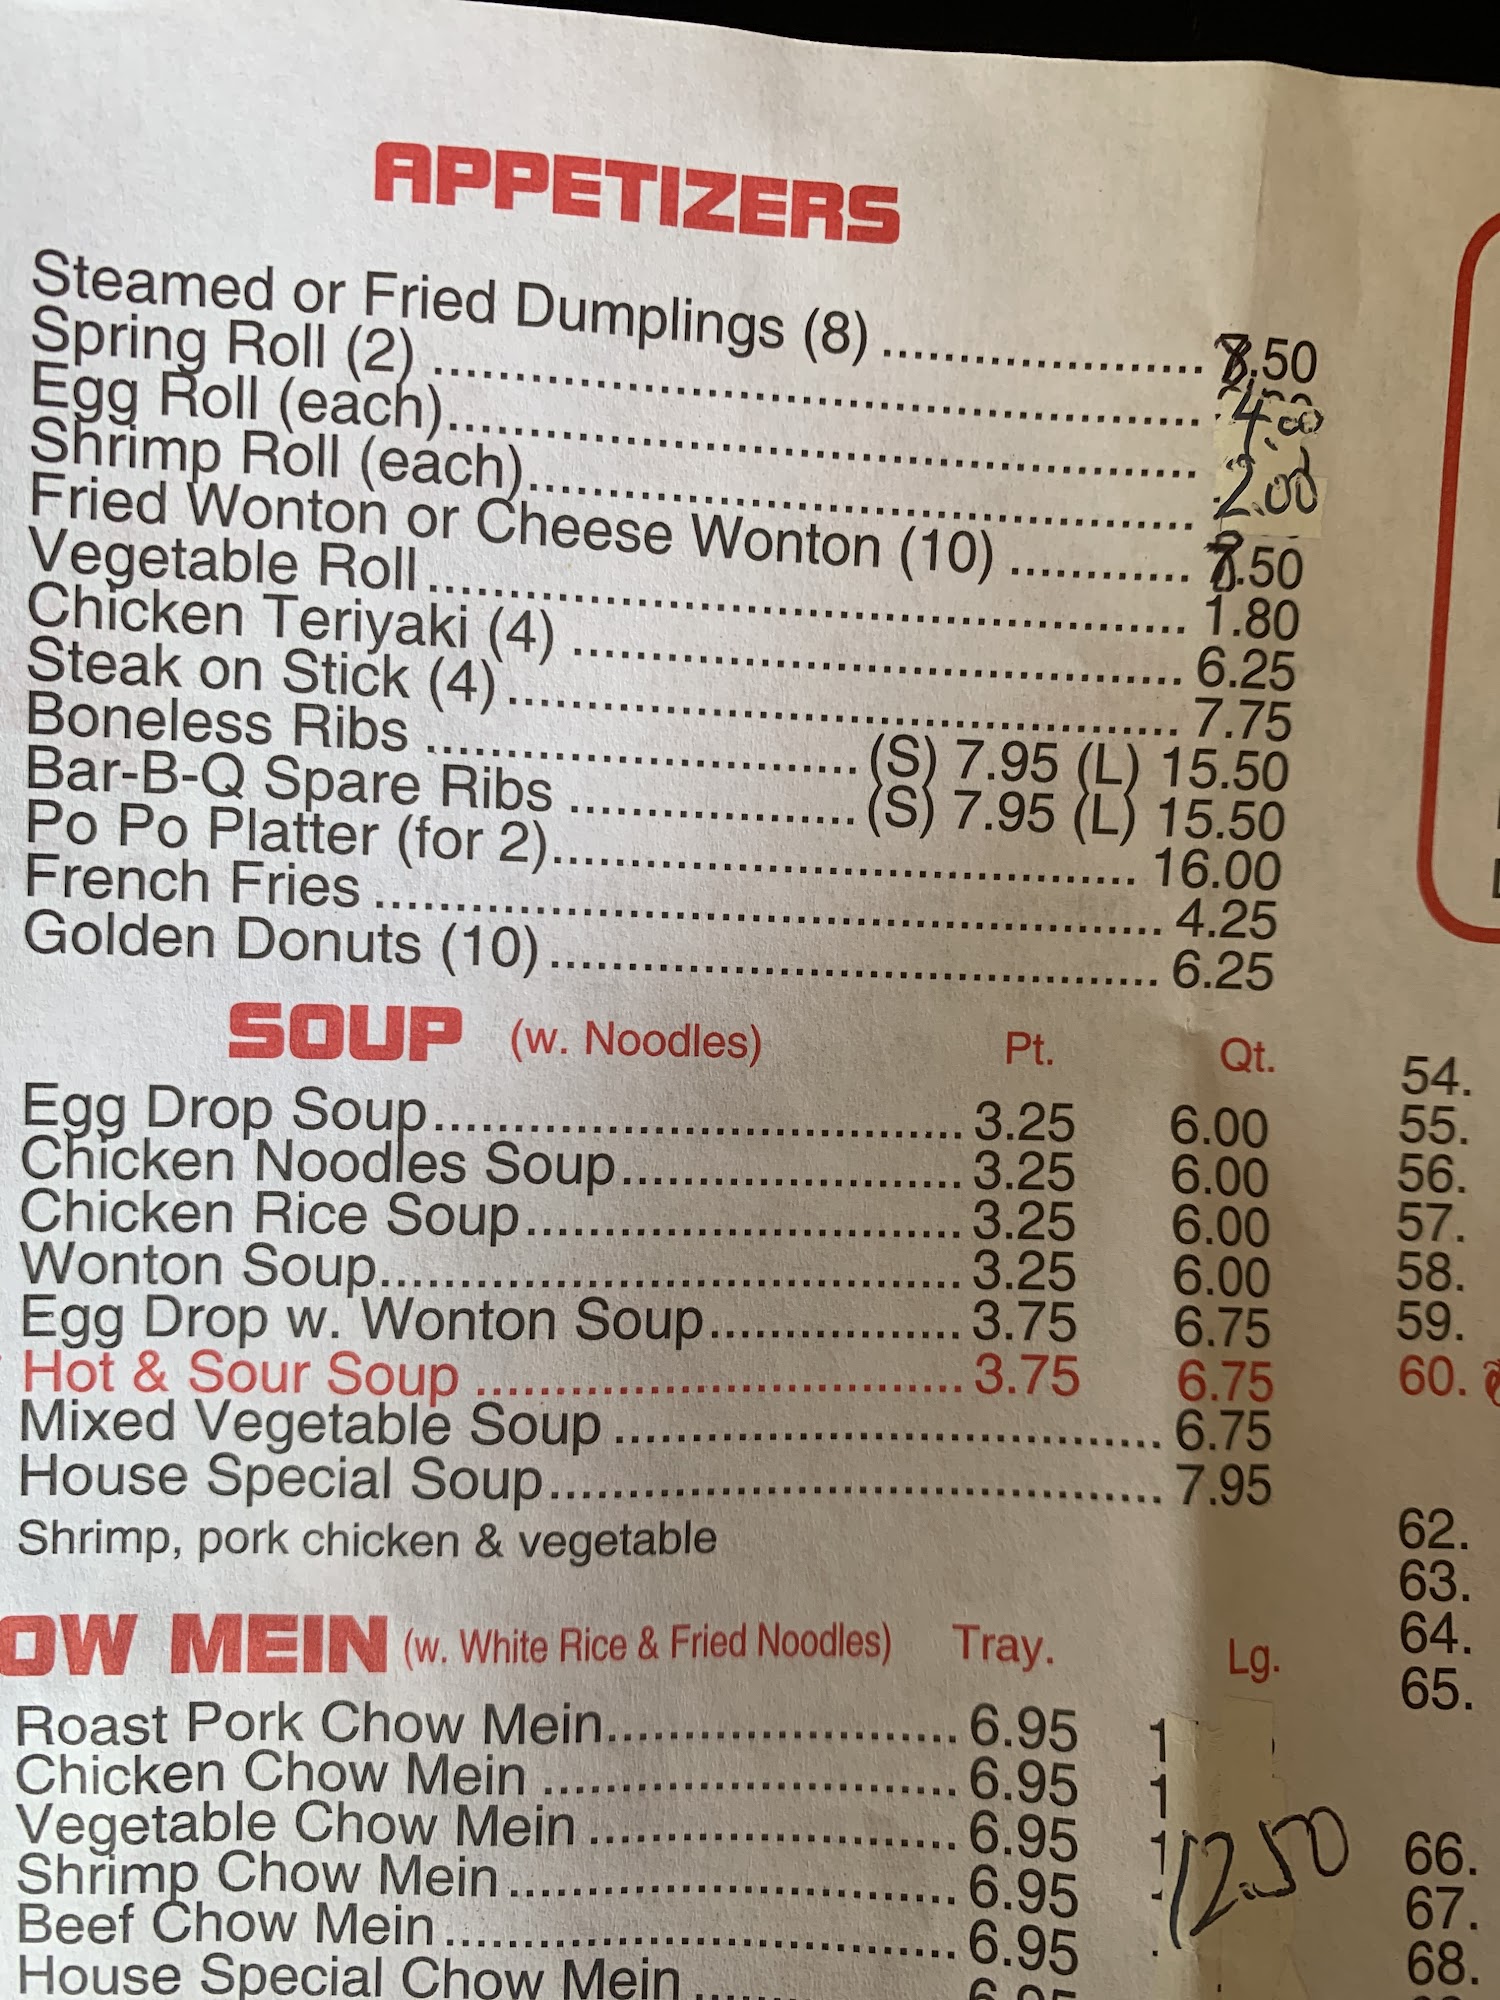 APPETIZERS
Steamed or Fried Dumplings (8) .50
Spring Roll (2) 4.00
Egg Roll (each) 2.00
Shrimp Roll (each)
Fried Wonton or Cheese Wonton (10) .50
Vegetable Roll 1.80
Chicken Teriyaki (4) 6.25
Steak on Stick (4) 7.75
Boneless Ribs (S) 7.95 (L) 15.50
Bar-B-Q Spare Ribs (S) 7.95 (L) 15.50
Po Po Platter (for 2) 16.00
French Fries 4.25
Golden Donuts (10) 6.25
SOUP (w. Noodles) Pt. Qt.
Egg Drop Soup 3.25 6.00
Chicken Noodles Soup 3.25 6.00
Chicken Rice Soup 3.25 6.00
Wonton Soup 3.25 6.00
Egg Drop w. Wonton Soup 3.75 6.75
Hot & Sour Soup 3.75 6.75
Mixed Vegetable Soup 6.75
House Special Soup 7.95
Shrimp, pork chicken & vegetable
OW MEIN (w. White Rice & Fried Noodles) Tray. Lg.
Roast Pork Chow Mein 6.95 1
Chicken Chow Mein 6.95 1
Vegetable Chow Mein 6.95 1
Shrimp Chow Mein 6.95 12.50
Beef Chow Mein 6.95
House Special Chow Mein
54.
55.
56.
57.
58.
59.
60.
62.
63.
64.
65.
66.
67.
68.